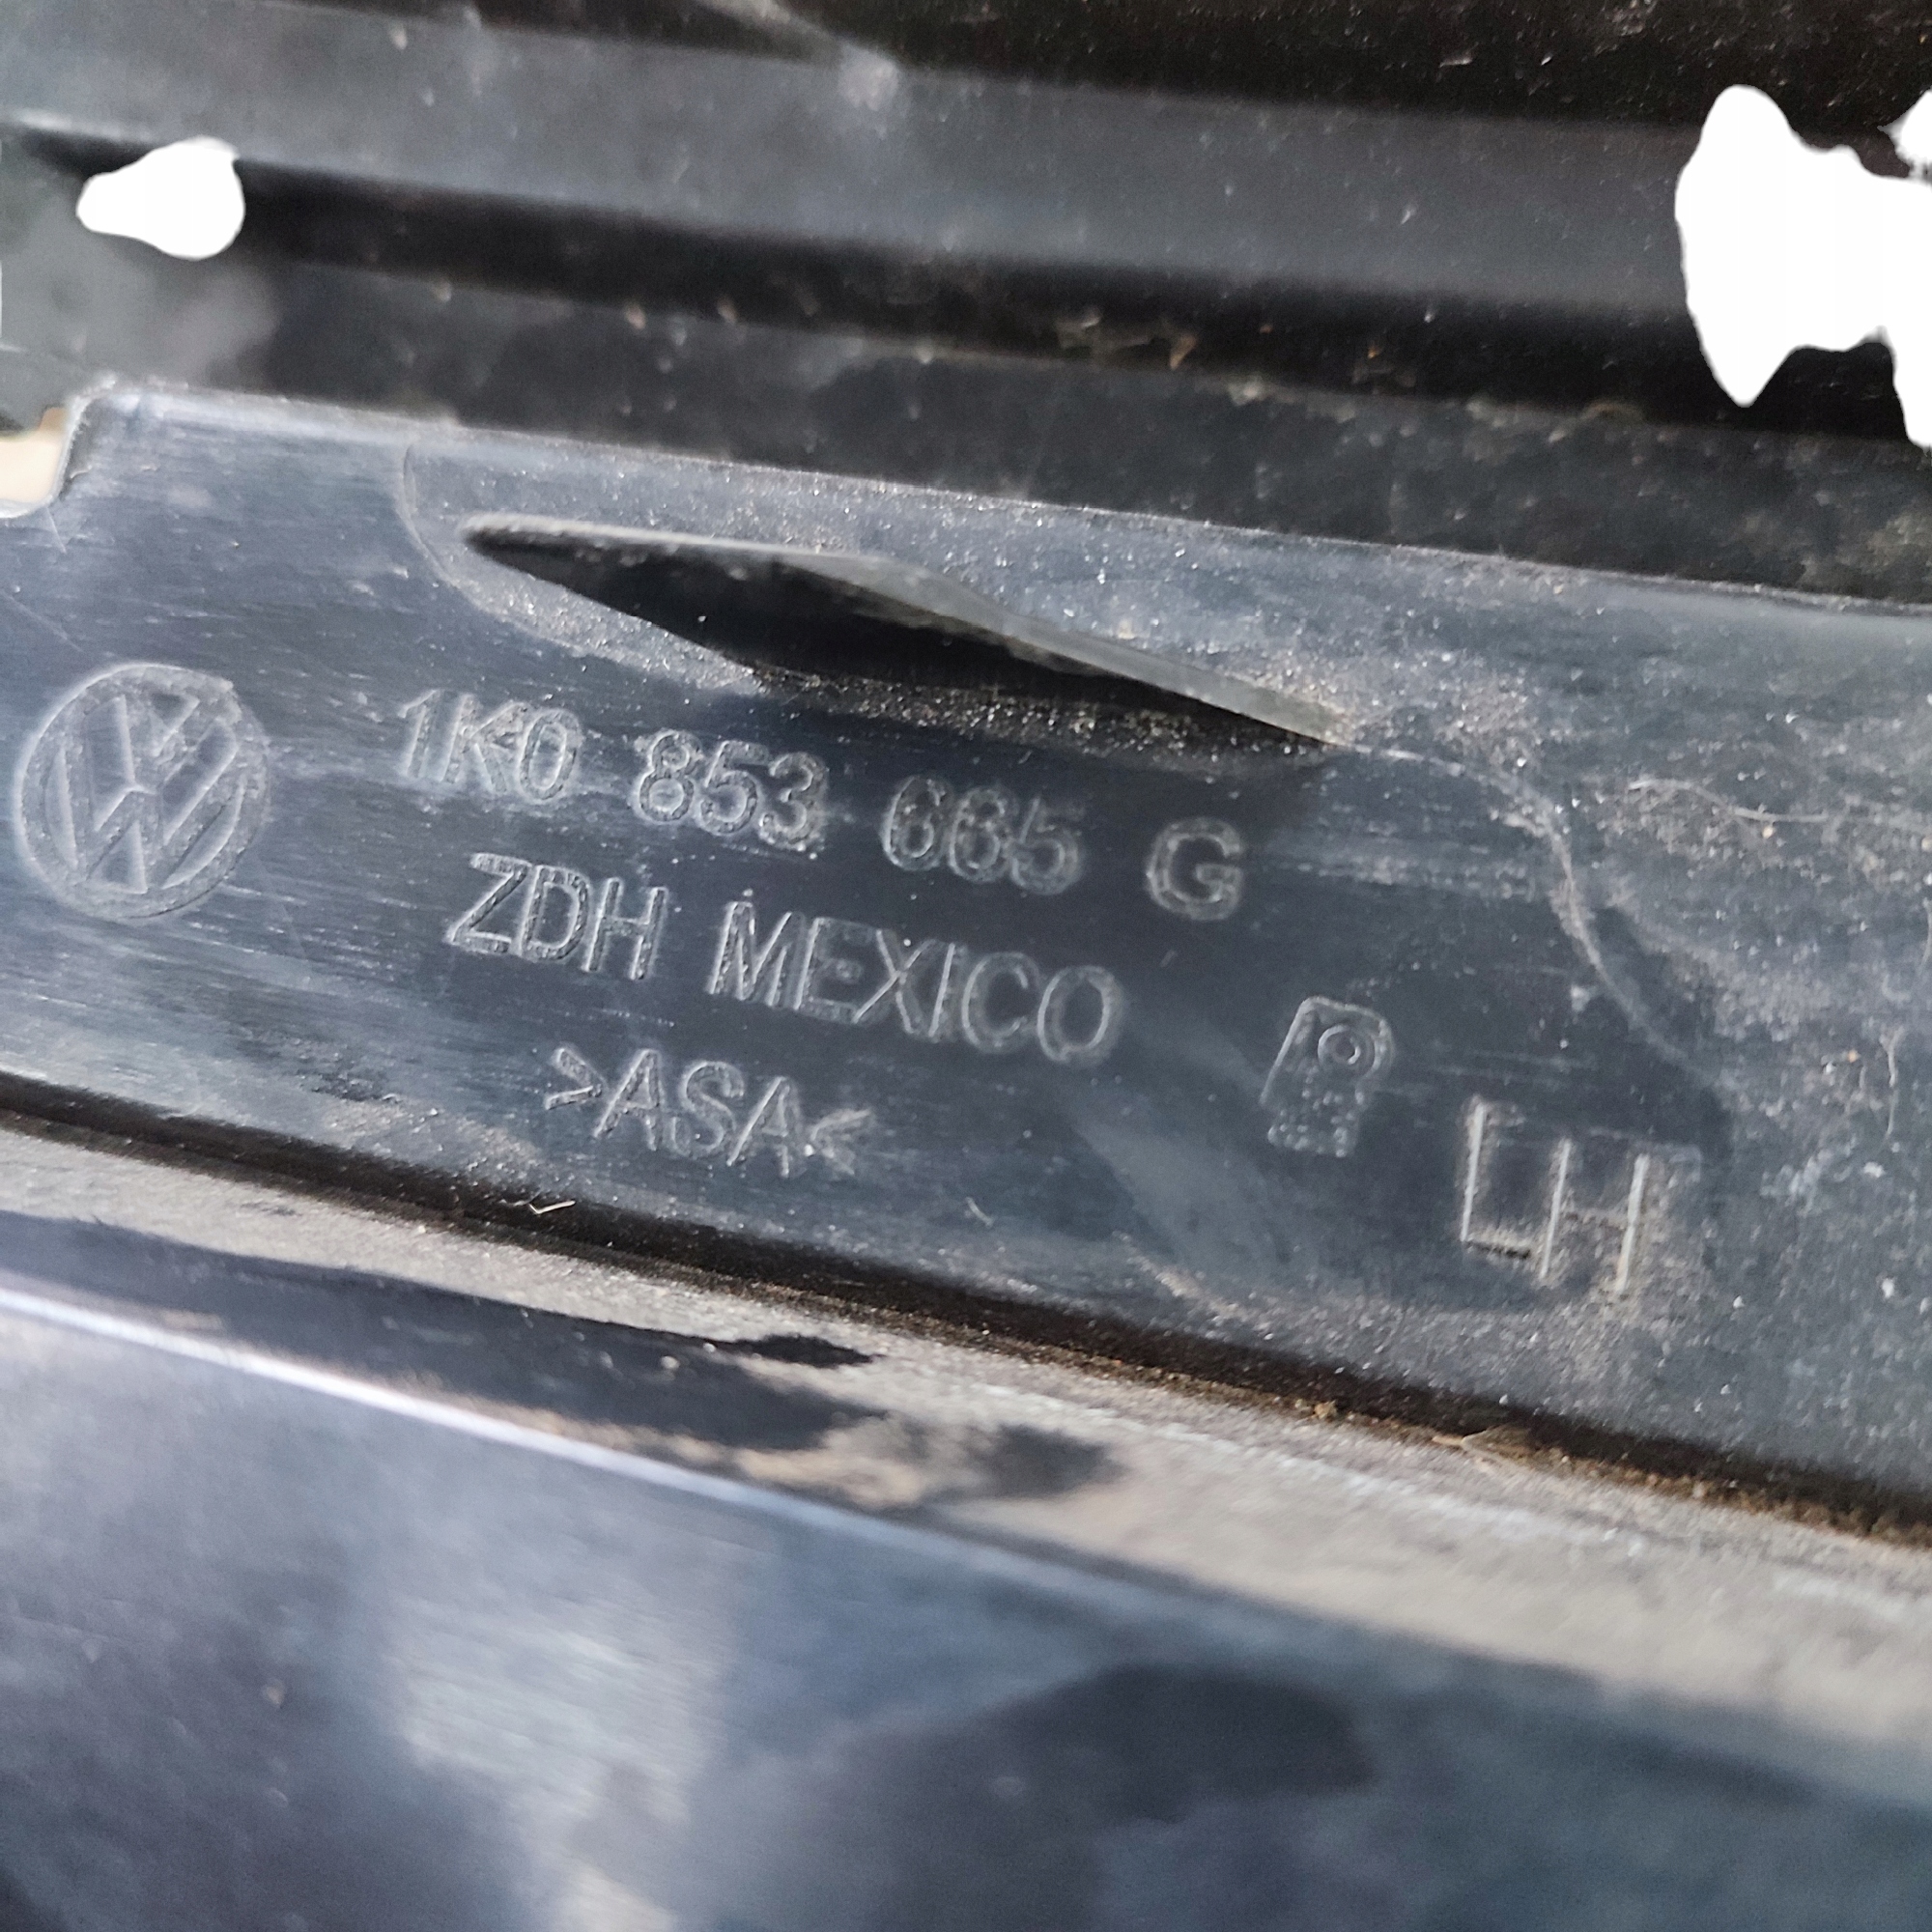 1K0 853 665 G
ZDH MEXICO
>ASA<
LH